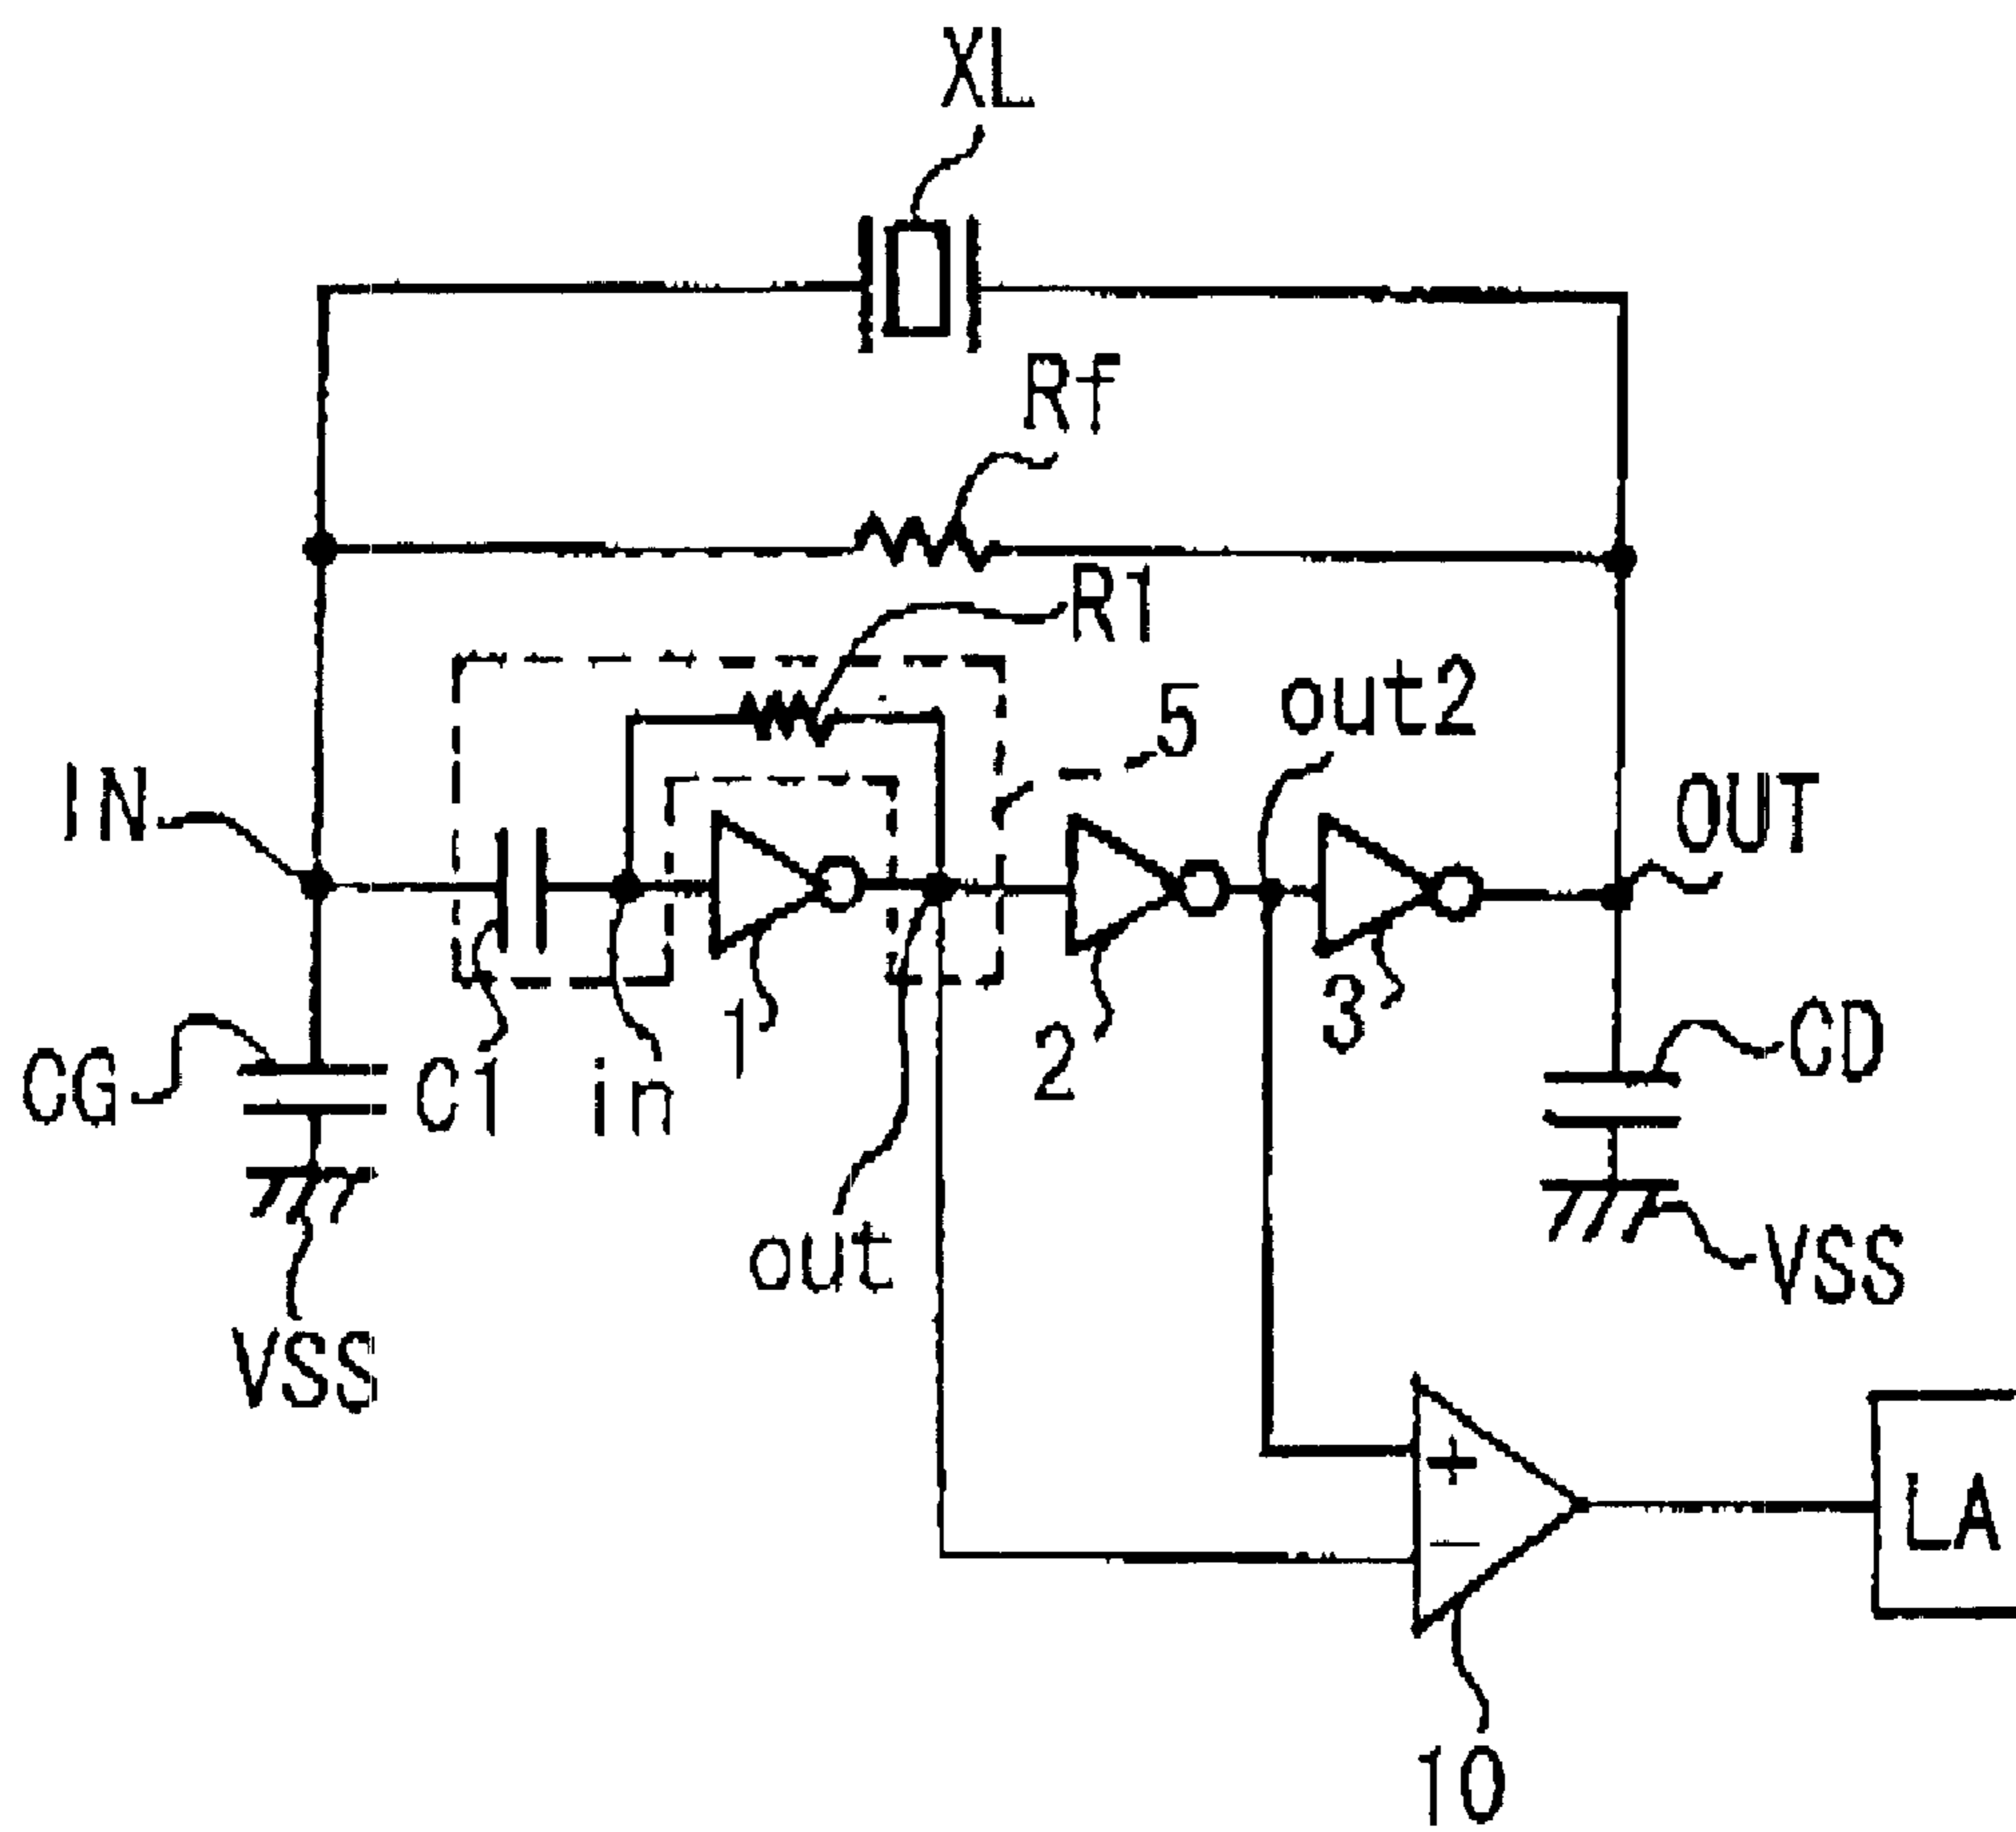 XL
Rf
R1
5
out2
IN
OUT
1
2
3
CG
C1
in
CD
out
VSS
VSS
+
−
LA
10